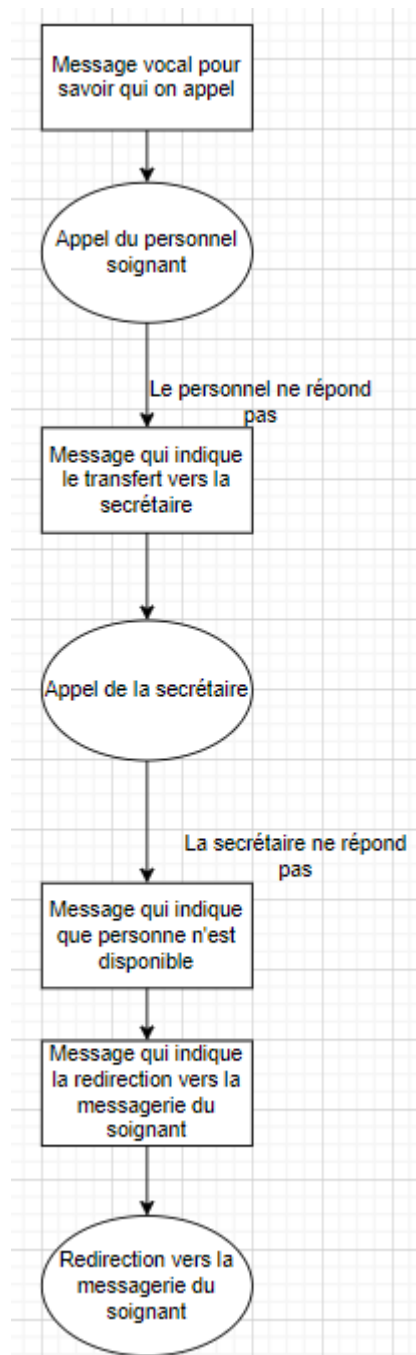 Message vocal pour
savoir qui on appel
Appel du personnel
soignant
Le personnel ne répond
pas
Message qui indique
le transfert vers la
secrétaire
Appel de la secrétaire
La secrétaire ne répond
pas
Message qui indique
que personne n'est
disponible
Message qui indique
la redirection vers la
messagerie du
soignant
Redirection vers la
messagerie du
soignant